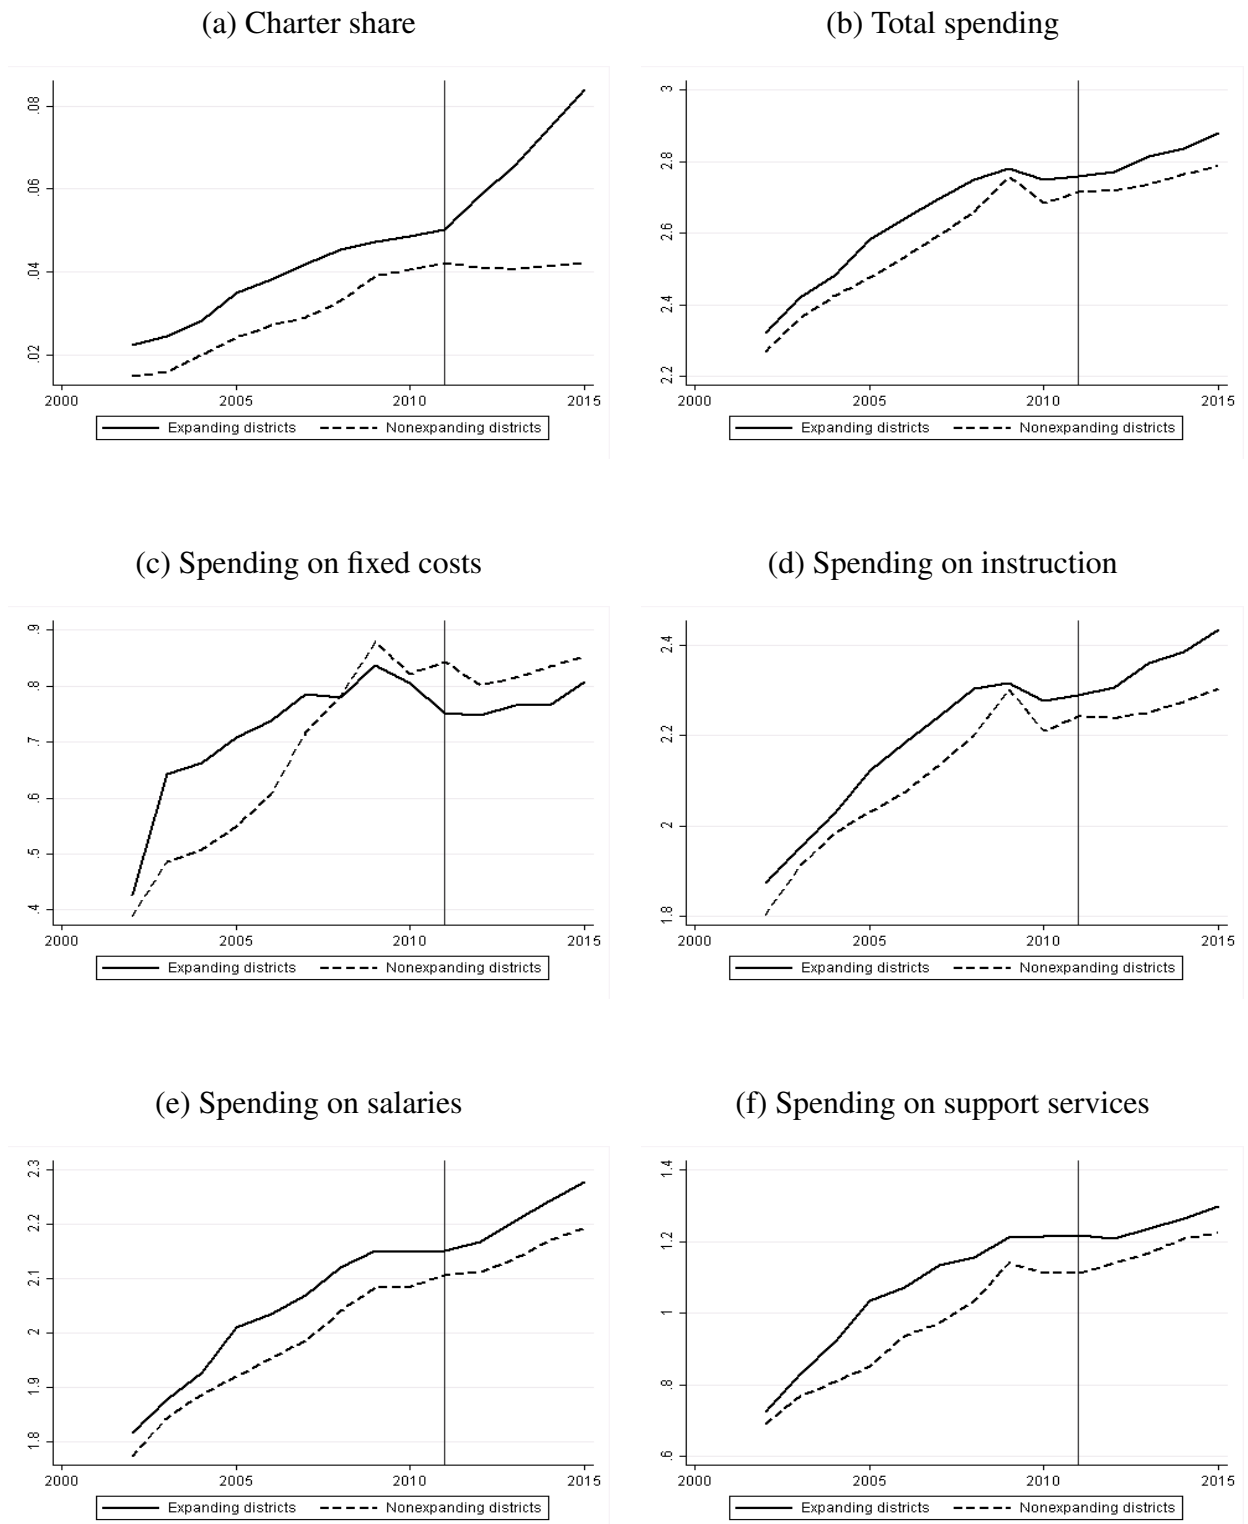 (a) Charter share
.08
.06
.04
.02
2000 2005 2010 2015
Expanding districts Nonexpanding districts
(b) Total spending
3
2.8
2.6
2.4
2.2
2000 2005 2010 2015
Expanding districts Nonexpanding districts
(c) Spending on fixed costs
.9
.8
.7
.6
.5
.4
2000 2005 2010 2015
Expanding districts Nonexpanding districts
(d) Spending on instruction
2.4
2.2
2
1.8
2000 2005 2010 2015
Expanding districts Nonexpanding districts
(e) Spending on salaries
2.3
2.2
2.1
2
1.9
1.8
2000 2005 2010 2015
Expanding districts Nonexpanding districts
(f) Spending on support services
1.4
1.2
1
.8
.6
2000 2005 2010 2015
Expanding districts Nonexpanding districts